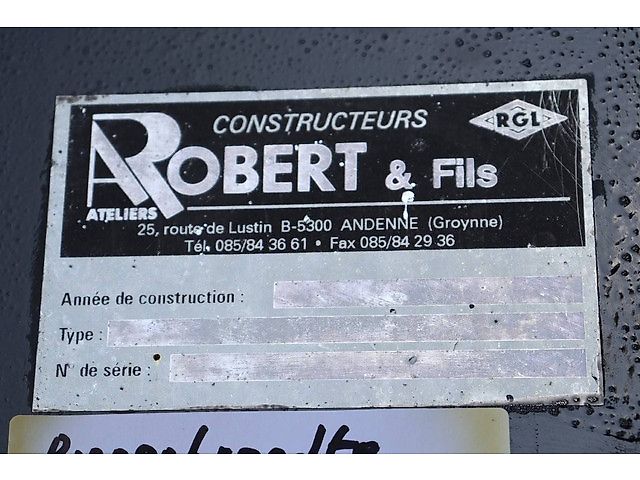 CONSTRUCTEURS
RGL
ROBERT & Fils
ATELIERS
25, route de Lustin B-5300 ANDENNE (Groynne)
Tél. 085/84 36 61 • Fax 085/84 29 36
Année de construction :
Type :
N° de série :